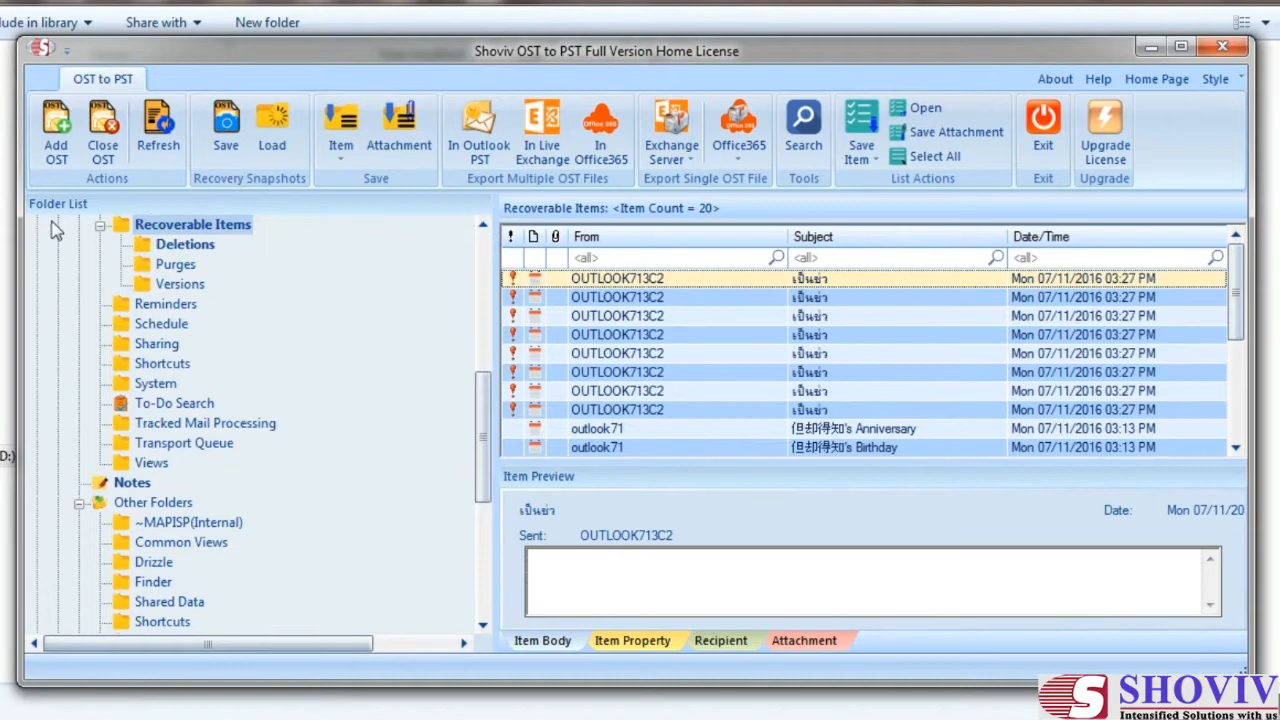 lude in library
Share with
New folder
Shoviv OST to PST Full Version Home License
OST to PST
About Help Home Page Style
Add OST
Close OST
Refresh
Save
Load
Item
Attachment
In Outlook PST
In Live Exchange
In Office365
Exchange Server
Office365
Search
Save Item
Open
Save Attachment
Select All
Exit
Upgrade License
Actions
Recovery Snapshots
Save
Export Multiple OST Files
Export Single OST File
Tools
List Actions
Exit
Upgrade
Folder List
Recoverable Items
Deletions
Purges
Versions
Reminders
Schedule
Sharing
Shortcuts
System
To-Do Search
Tracked Mail Processing
Transport Queue
Views
Notes
Other Folders
~MAPISP(Internal)
Common Views
Drizzle
Finder
Shared Data
Shortcuts
D:)
Recoverable Items: <Item Count = 20>
From Subject Date/Time
<all> <all> <all>
OUTLOOK713C2 เป็นข่า Mon 07/11/2016 03:27 PM
OUTLOOK713C2 เป็นข่า Mon 07/11/2016 03:27 PM
OUTLOOK713C2 เป็นข่า Mon 07/11/2016 03:27 PM
OUTLOOK713C2 เป็นข่า Mon 07/11/2016 03:27 PM
OUTLOOK713C2 เป็นข่า Mon 07/11/2016 03:27 PM
OUTLOOK713C2 เป็นข่า Mon 07/11/2016 03:27 PM
OUTLOOK713C2 เป็นข่า Mon 07/11/2016 03:27 PM
OUTLOOK713C2 เป็นข่า Mon 07/11/2016 03:27 PM
outlook71 但却得知's Anniversary Mon 07/11/2016 03:13 PM
outlook71 但却得知's Birthday Mon 07/11/2016 03:13 PM
Item Preview
เป็นข่า Date: Mon 07/11/20
Sent: OUTLOOK713C2
Item Body Item Property Recipient Attachment
S SHOVIV
Intensified Solutions with us